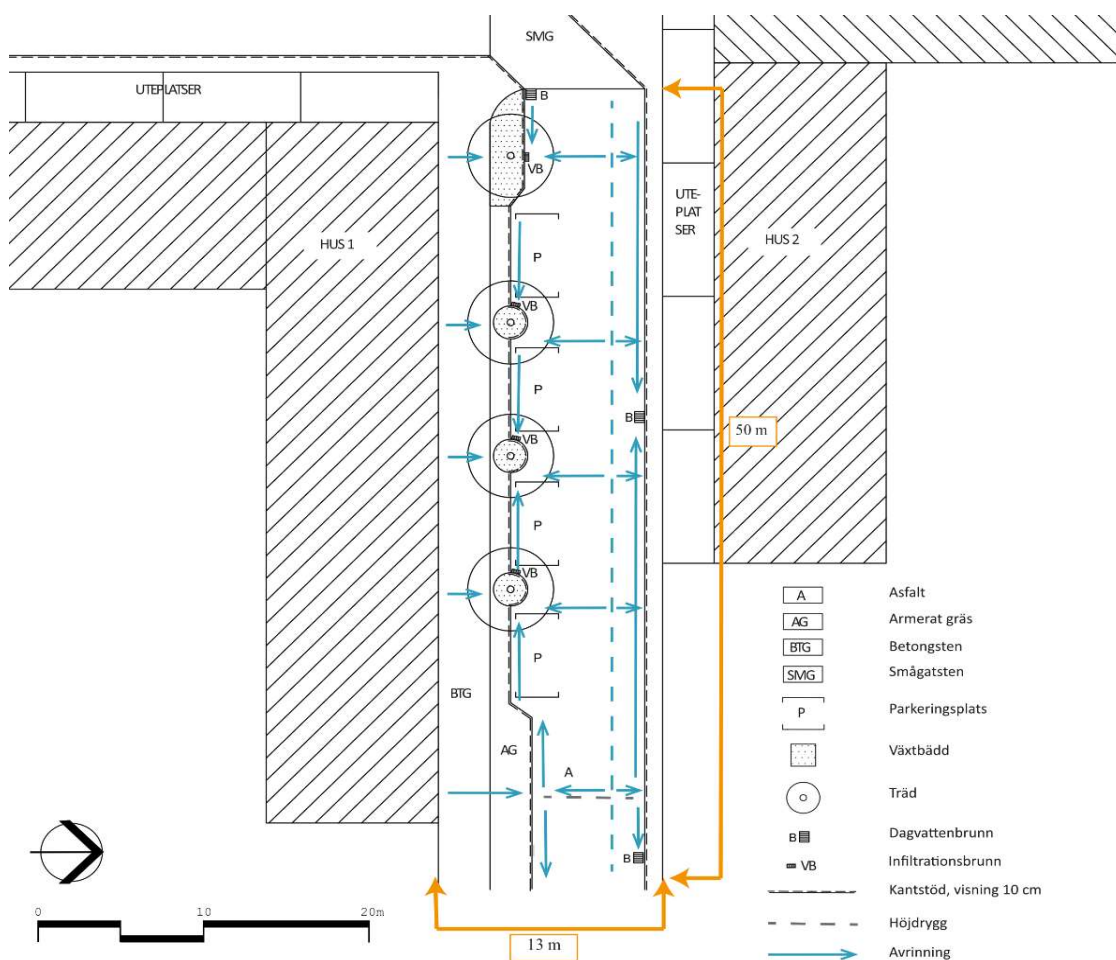 SMG
UTEPLATSER
B
VB
HUS 1
P
UTE-
PLAT
SER
HUS 2
VB
P
B
50 m
VB
P
VB
P
BTG
AG
A
B
A Asfalt
AG Armerat gräs
BTG Betongsten
SMG Smågatsten
P Parkeringsplats
Växtbädd
Träd
B Dagvattenbrunn
VB Infiltrationsbrunn
Kantstöd, visning 10 cm
Höjdrygg
Avrinning
0 10 20m
13 m